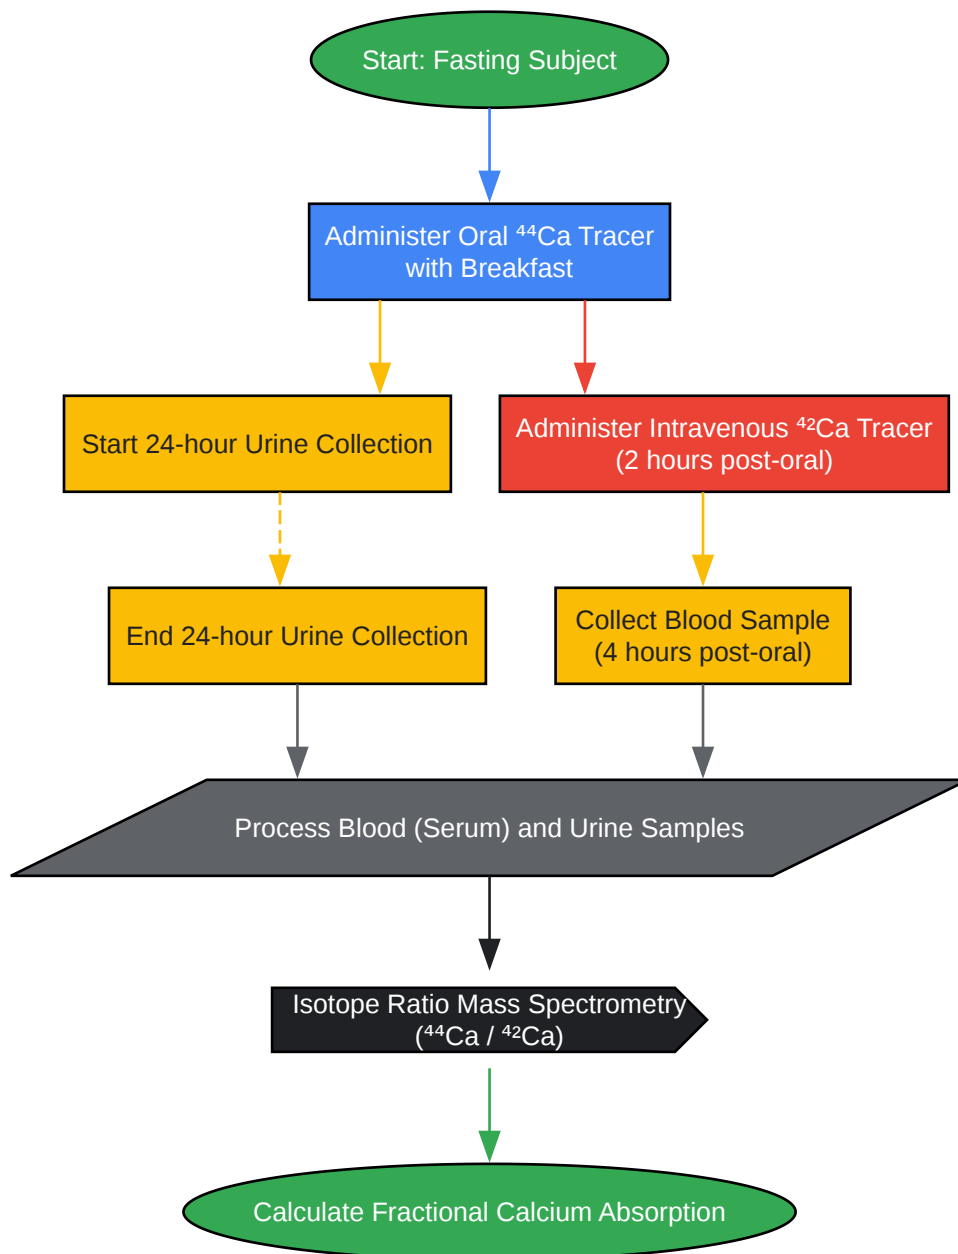 Start: Fasting Subject
Administer Oral ⁴⁴Ca Tracer
with Breakfast
Start 24-hour Urine Collection
Administer Intravenous ⁴²Ca Tracer
(2 hours post-oral)
End 24-hour Urine Collection
Collect Blood Sample
(4 hours post-oral)
Process Blood (Serum) and Urine Samples
Isotope Ratio Mass Spectrometry
(⁴⁴Ca / ⁴²Ca)
Calculate Fractional Calcium Absorption